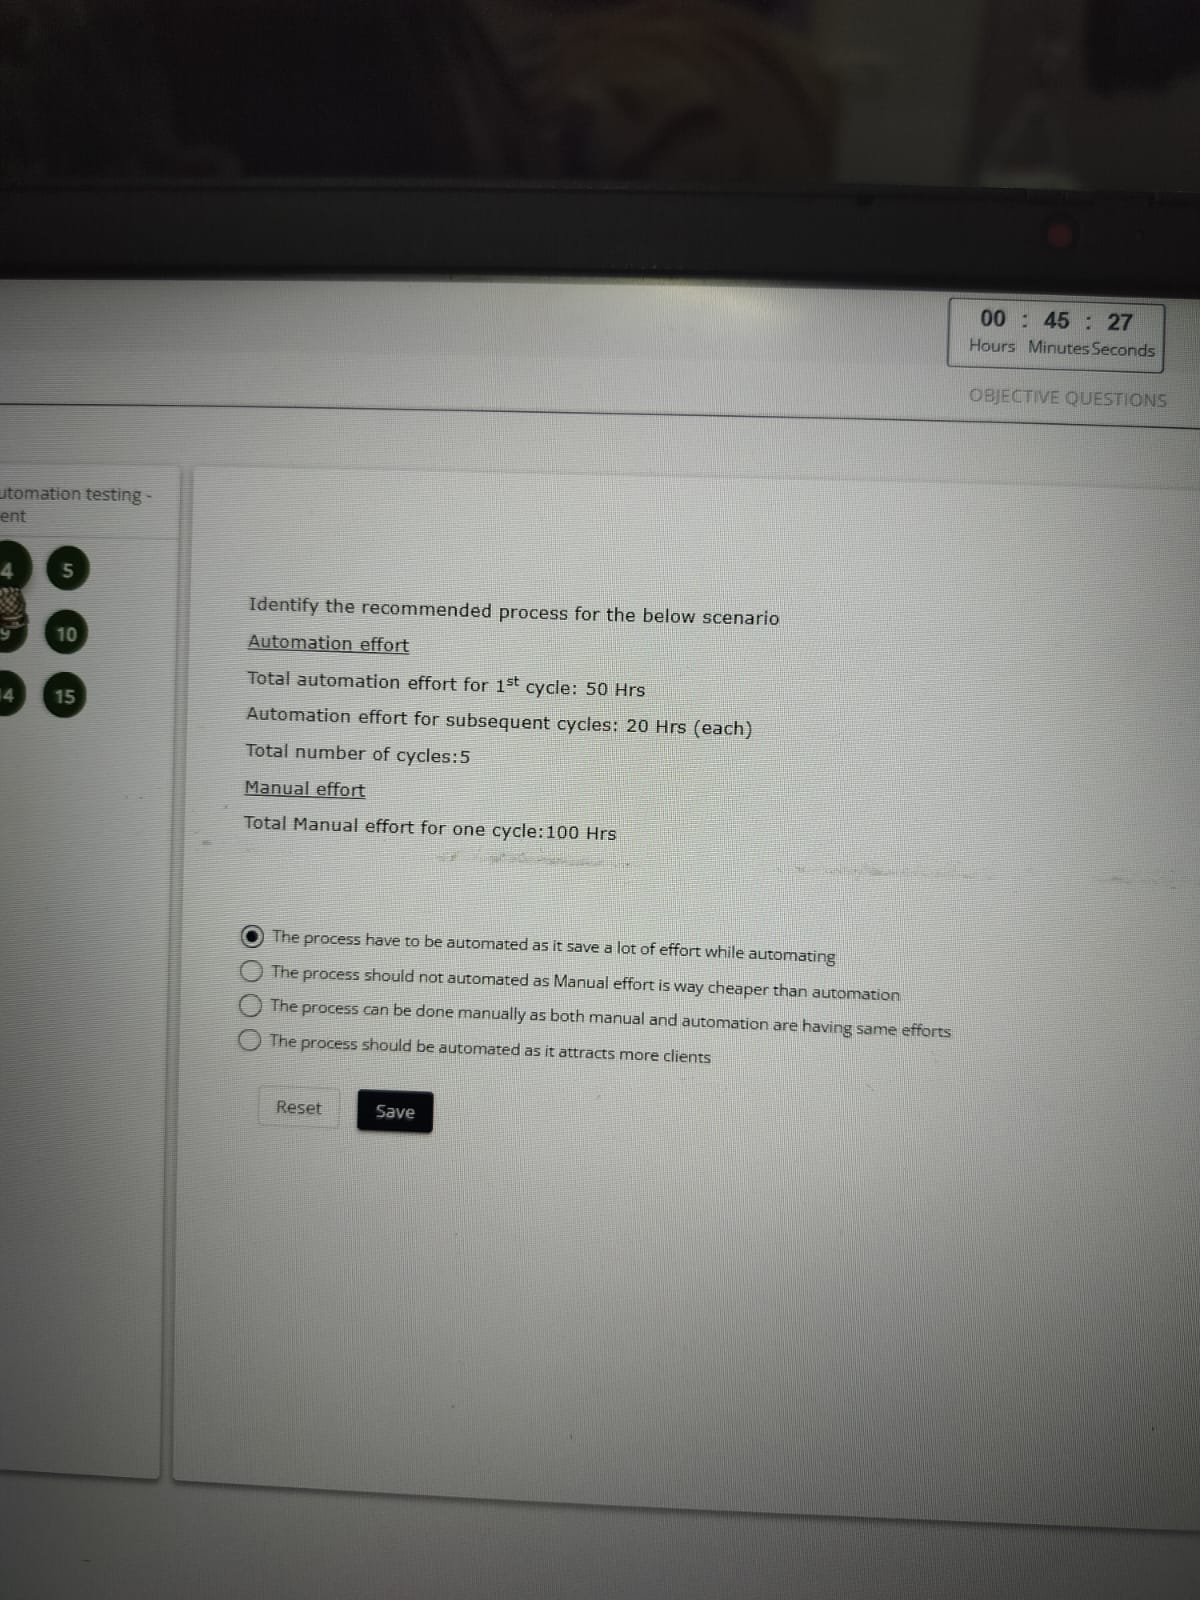 00 : 45 : 27
Hours Minutes Seconds
OBJECTIVE QUESTIONS
utomation testing -
ent
4 5
9 10
14 15
Identify the recommended process for the below scenario
Automation effort
Total automation effort for 1st cycle: 50 Hrs
Automation effort for subsequent cycles: 20 Hrs (each)
Total number of cycles:5
Manual effort
Total Manual effort for one cycle:100 Hrs
The process have to be automated as it save a lot of effort while automating
The process should not automated as Manual effort is way cheaper than automation
The process can be done manually as both manual and automation are having same efforts
The process should be automated as it attracts more clients
Reset Save